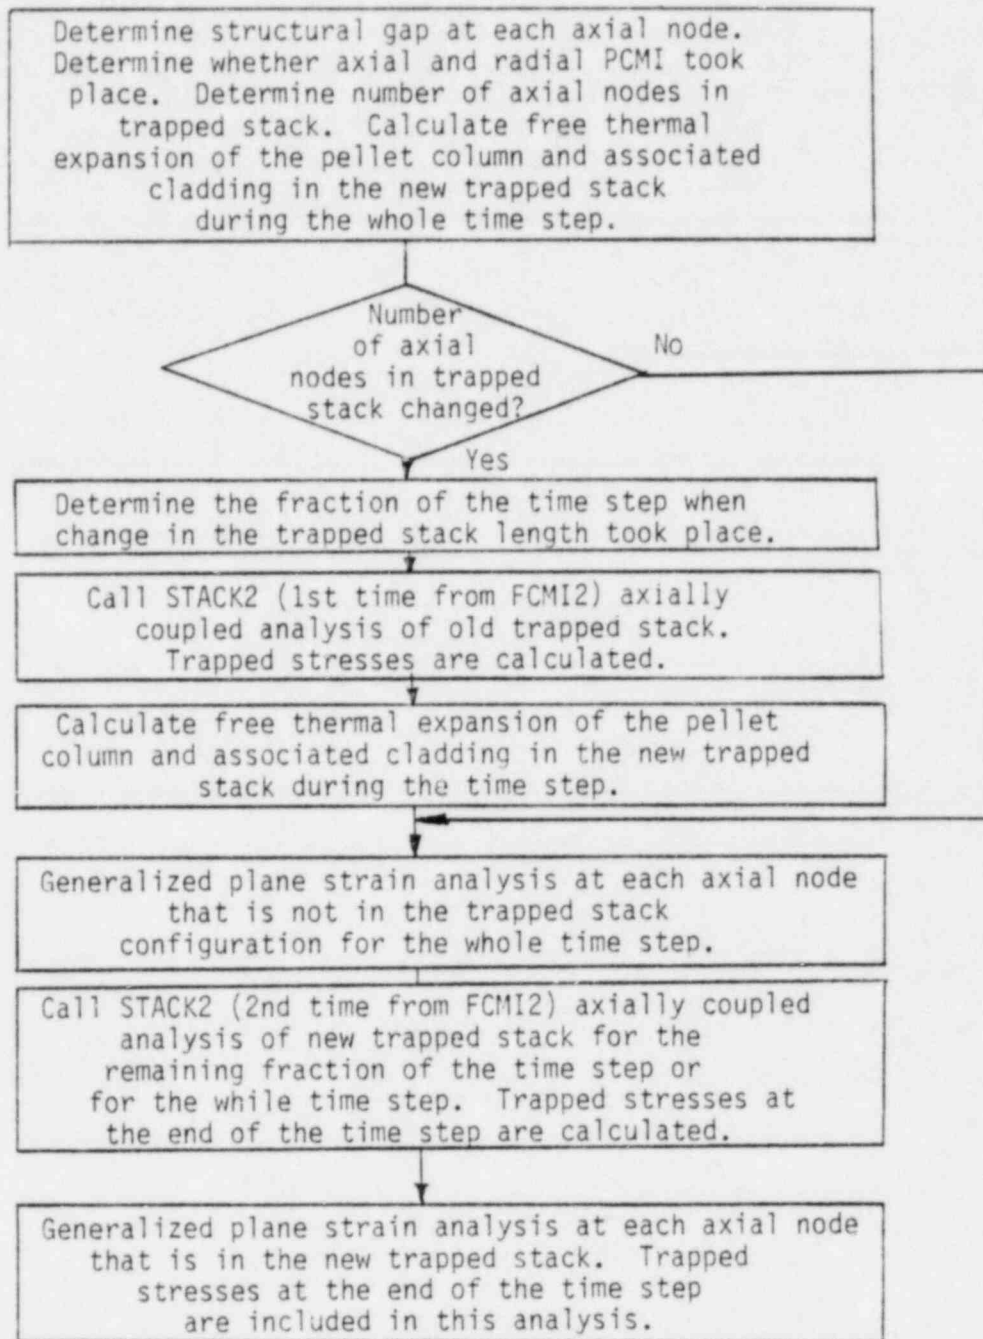 Determine structural gap at each axial node.
Determine whether axial and radial PCMI took
place. Determine number of axial nodes in
trapped stack. Calculate free thermal
expansion of the pellet column and associated
cladding in the new trapped stack
during the whole time step.
Number
of axial
nodes in trapped
stack changed?
No
Yes
Determine the fraction of the time step when
change in the trapped stack length took place.
Call STACK2 (1st time from FCMI2) axially
coupled analysis of old trapped stack.
Trapped stresses are calculated.
Calculate free thermal expansion of the pellet
column and associated cladding in the new trapped
stack during the time step.
Generalized plane strain analysis at each axial node
that is not in the trapped stack
configuration for the whole time step.
Call STACK2 (2nd time from FCMI2) axially coupled
analysis of new trapped stack for the
remaining fraction of the time step or
for the while time step. Trapped stresses at
the end of the time step are calculated.
Generalized plane strain analysis at each axial node
that is in the new trapped stack. Trapped
stresses at the end of the time step
are included in this analysis.